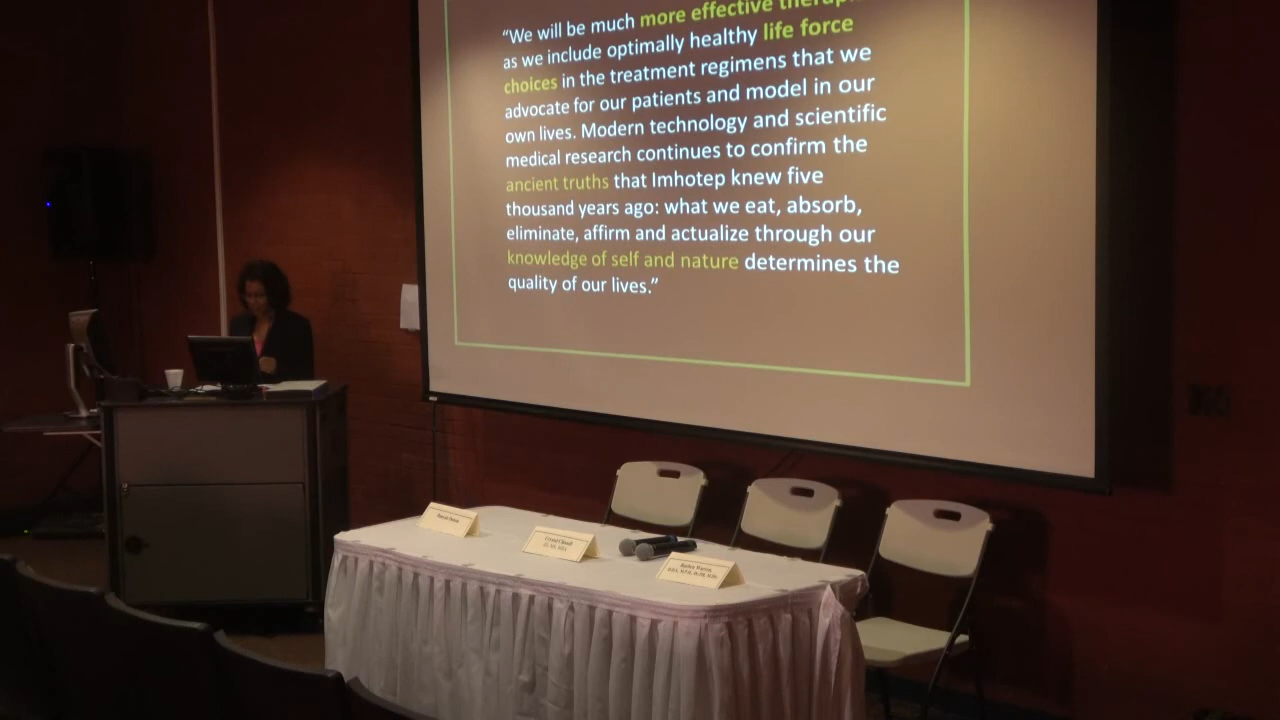 “We will be much more effective
as we include optimally healthy life force
choices in the treatment regimens that we
advocate for our patients and model in our
own lives. Modern technology and scientific
medical research continues to confirm the
ancient truths that Imhotep knew five
thousand years ago: what we eat, absorb,
eliminate, affirm and actualize through our
knowledge of self and nature determines the
quality of our lives.”